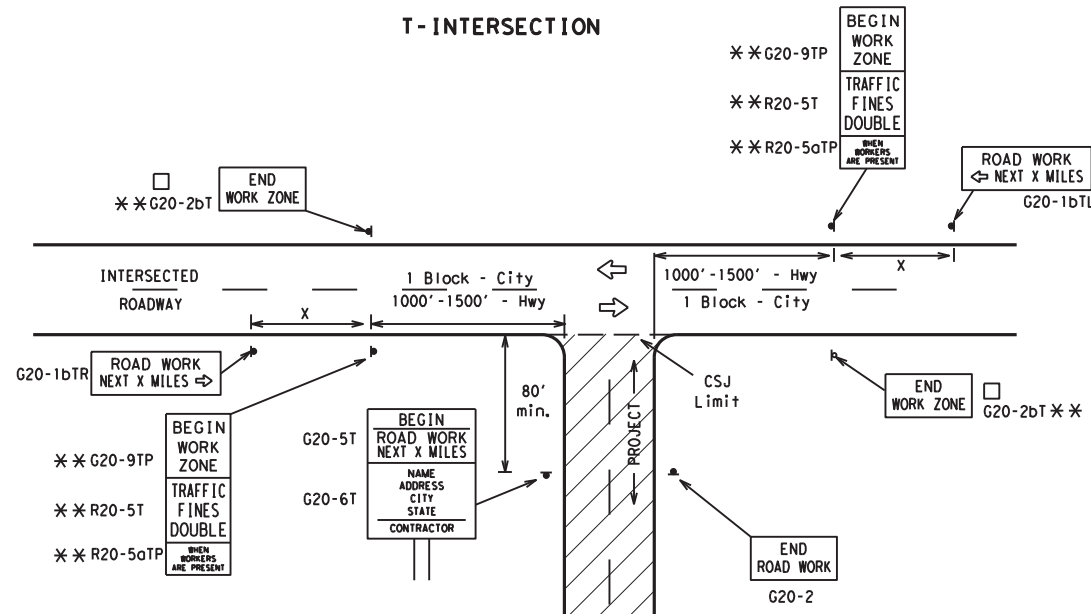 T-INTERSECTION
BEGIN
WORK
ZONE
TRAFFIC
FINES
DOUBLE
WHEN
WORKERS
ARE PRESENT
**G20-9TP
**R20-5T
**R20-5aTP
ROAD WORK
⇦ NEXT X MILES
G20-1bTL
END
WORK ZONE
□
**G20-2bT
INTERSECTED
ROADWAY
1 Block - City
1000'-1500' - Hwy
X
1000'-1500' - Hwy
1 Block - City
X
G20-1bTR
ROAD WORK
NEXT X MILES ⇨
80'
min.
CSJ
Limit
PROJECT
END
WORK ZONE
□
G20-2bT**
BEGIN
WORK
ZONE
TRAFFIC
FINES
DOUBLE
WHEN
WORKERS
ARE PRESENT
**G20-9TP
**R20-5T
**R20-5aTP
G20-5T
G20-6T
BEGIN
ROAD WORK
NEXT X MILES
NAME
ADDRESS
CITY
STATE
CONTRACTOR
END
ROAD WORK
G20-2